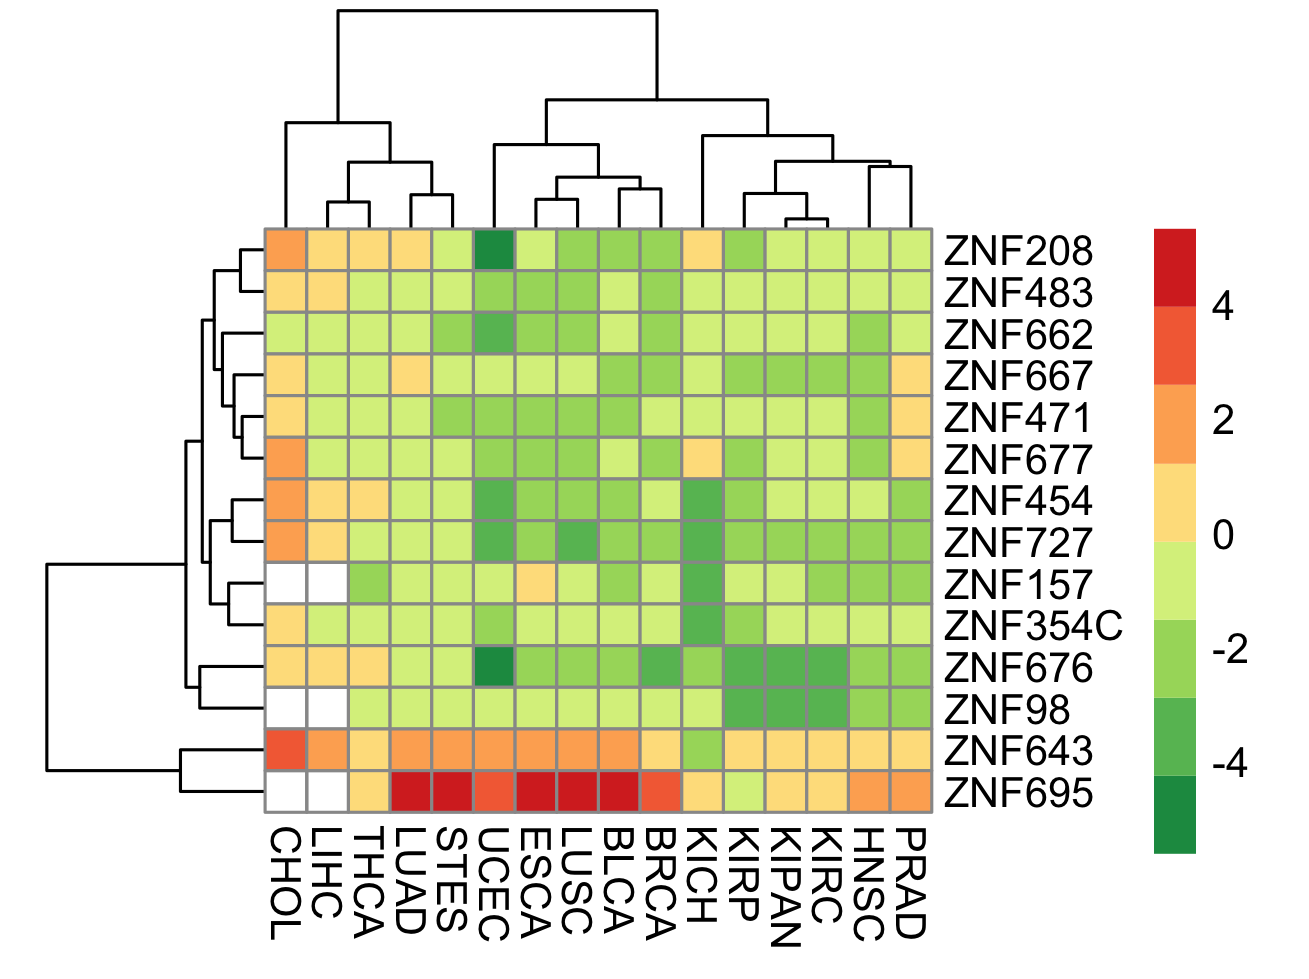 ZNF208
ZNF483
ZNF662
ZNF667
ZNF471
ZNF677
ZNF454
ZNF727
ZNF157
ZNF354C
ZNF676
ZNF98
ZNF643
ZNF695
4
2
0
-2
-4
CHOL
LIHC
THCA
LUAD
STES
UCEC
ESCA
LUSC
BLCA
BRCA
KICH
KIRP
KIPAN
KIRC
HNSC
PRAD